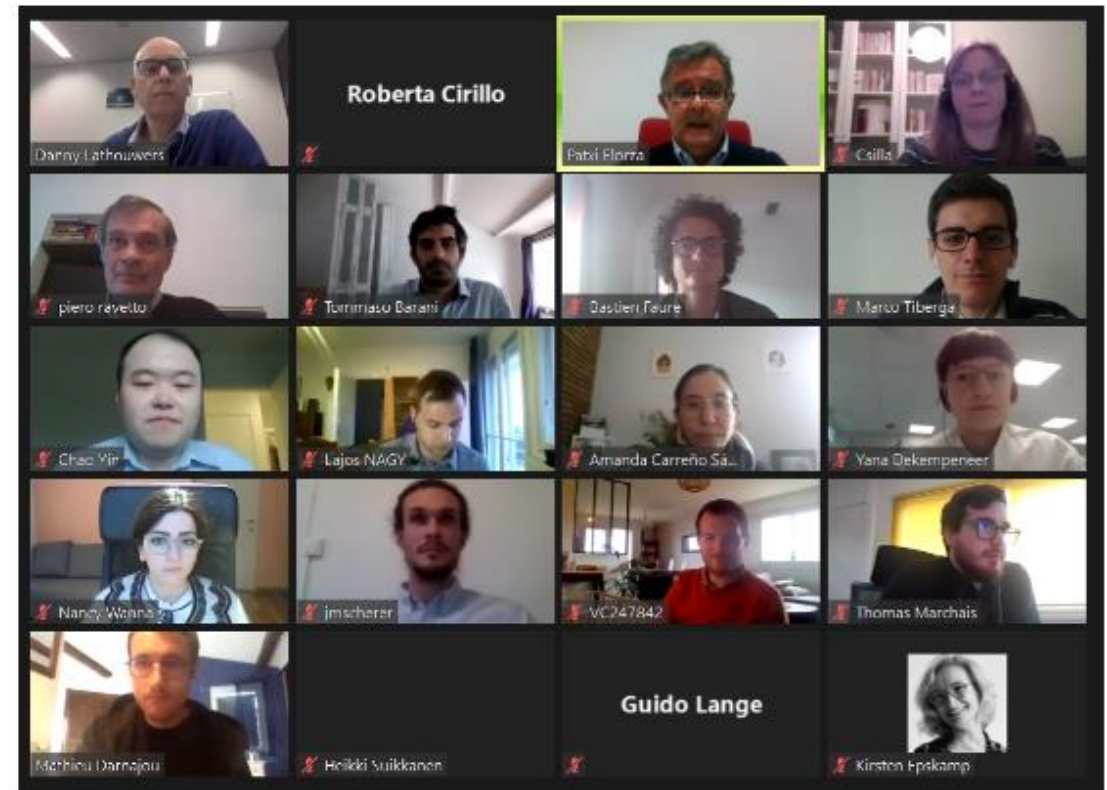 Danny Lathouwers
Roberta Cirillo
Patxi Elorza
Csilla
piero ravetto
Tommaso Barani
Bastien Faure
Marco Tiberga
Chao Yin
Lajos NAGY
Amanda Carreño Sá...
Yana Dekempeneer
Nancy Wanna
jmscherer
VC247842
Thomas Marchais
Mathieu Darnajou
Heikki Suikkanen
Guido Lange
Kirsten Epskamp